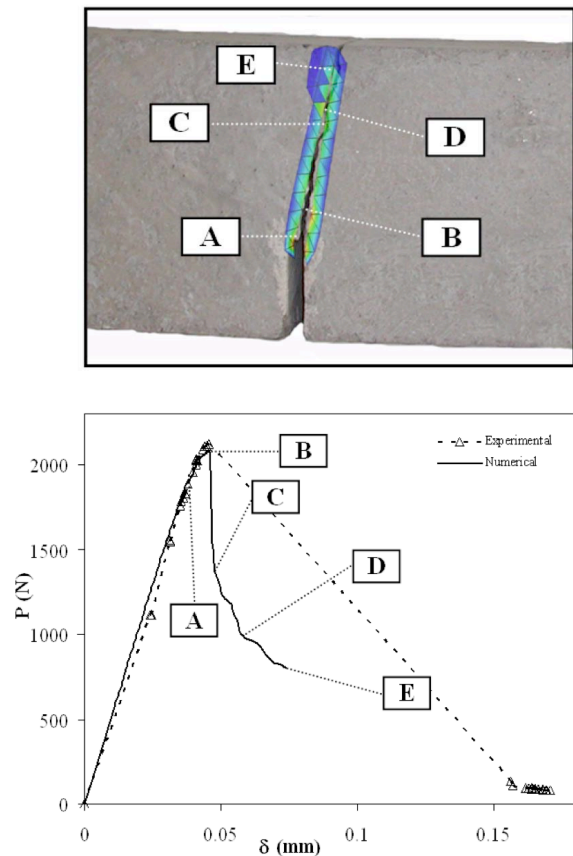 E
C
D
A
B
2000
1500
1000
500
0
P (N)
Experimental
Numerical
B
C
D
A
E
0
0.05
0.1
0.15
δ (mm)